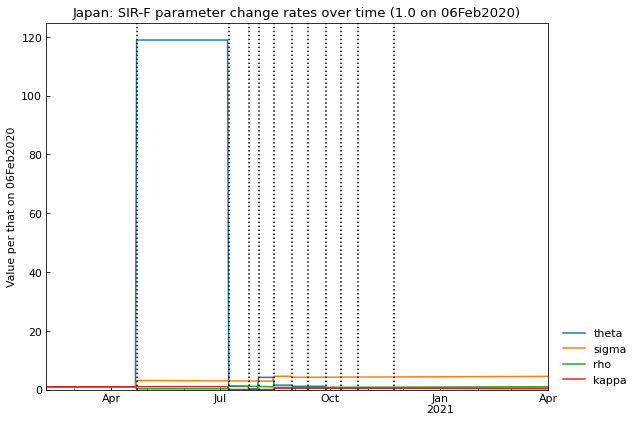 Japan: SIR-F parameter change rates over time (1.0 on 06Feb2020)
Value per that on 06Feb2020
120
100
80
60
40
20
0
Apr
Jul
Oct
Jan
2021
Apr
theta
sigma
rho
kappa